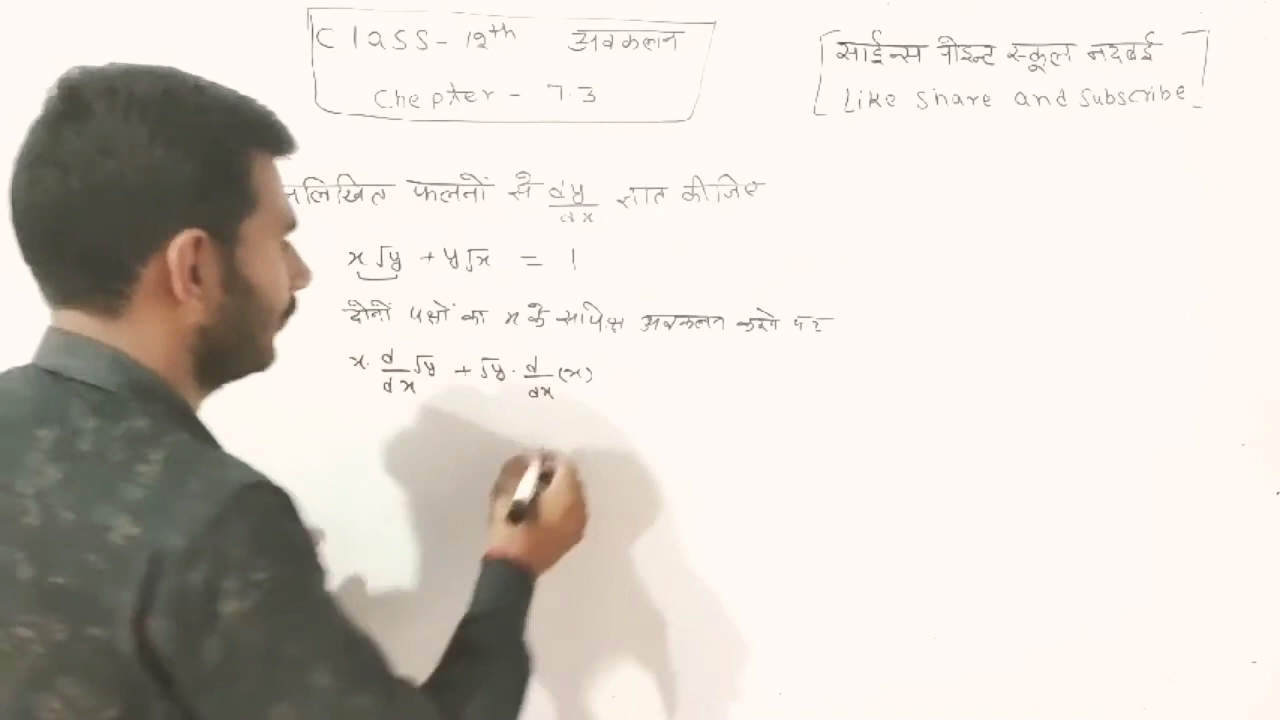 Class - 12th अवकलन
Chepter - 7.3
साईन्स पोइन्ट स्कूल नदबई
Like Share and Subscribe
लिखित फलनों से dy/dx ज्ञात कीजिए
x√y + y√x = 1
दोनों पक्षों का x के सापेक्ष अवकलन करने पर
x. d/dx √y + √y . d/dx (x)